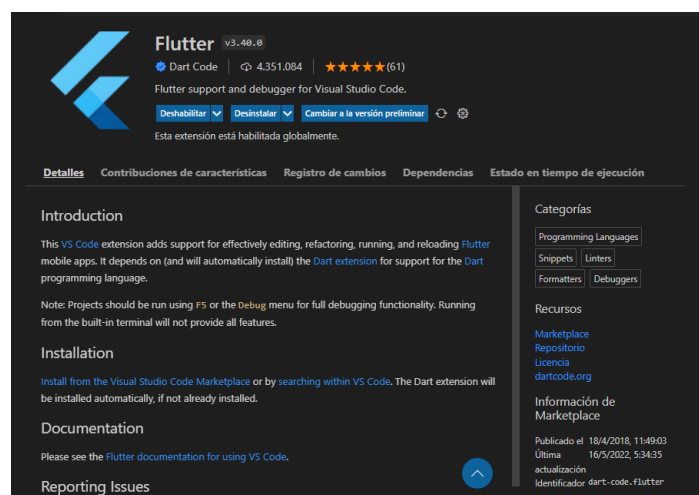 Flutter v3.40.0
Dart Code 4.351.084 (61)
Flutter support and debugger for Visual Studio Code.
Deshabilitar Desinstalar Cambiar a la versión preliminar
Esta extensión está habilitada globalmente.
Detalles Contribuciones de características Registro de cambios Dependencias Estado en tiempo de ejecución
Introduction
This VS Code extension adds support for effectively editing, refactoring, running, and reloading Flutter
mobile apps. It depends on (and will automatically install) the Dart extension for support for the Dart
programming language.
Note: Projects should be run using F5 or the Debug menu for full debugging functionality. Running
from the built-in terminal will not provide all features.
Installation
Install from the Visual Studio Code Marketplace or by searching within VS Code. The Dart extension will
be installed automatically, if not already installed.
Documentation
Please see the Flutter documentation for using VS Code.
Reporting Issues
Categorías
Programming Languages
Snippets Linters
Formatters Debuggers
Recursos
Marketplace
Repositorio
Licencia
dartcode.org
Información de
Marketplace
Publicado el 18/4/2018, 11:49:03
Última 16/5/2022, 5:34:35
actualización
Identificador dart-code.flutter